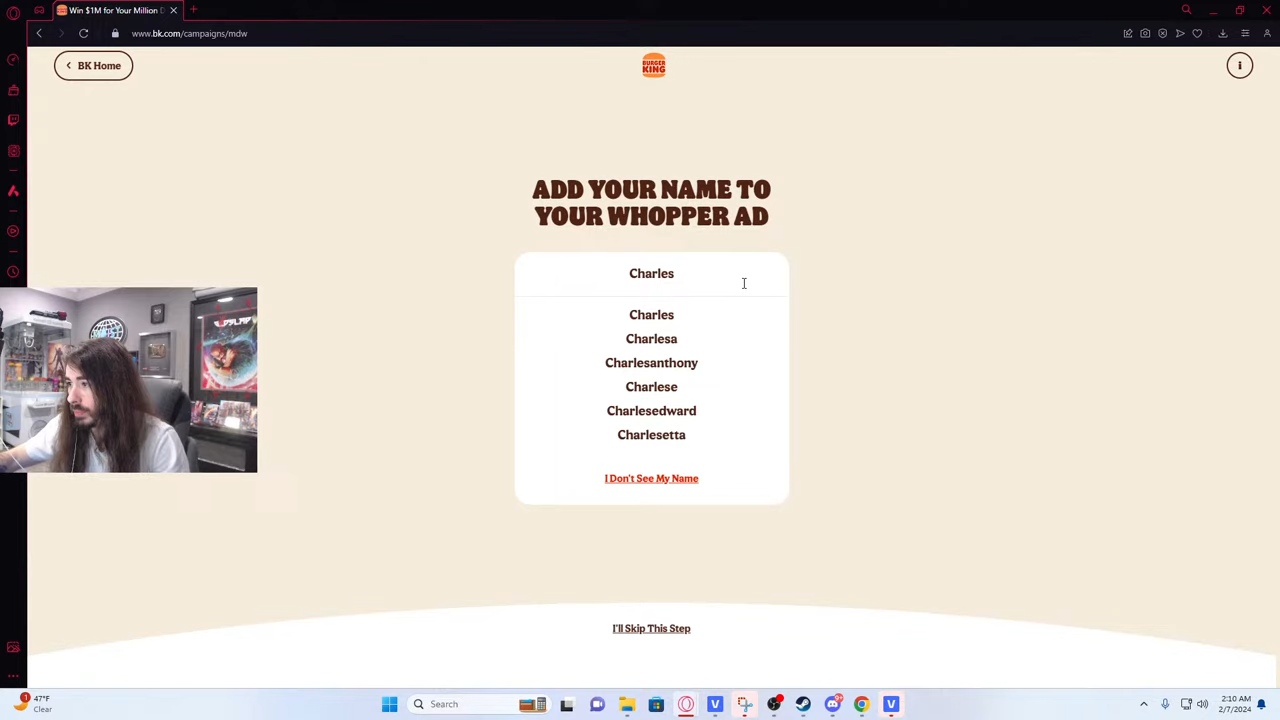 Win $1M for Your Million D
www.bk.com/campaigns/mdw
BK Home
BURGER
KING
i
ADD YOUR NAME TO
YOUR WHOPPER AD
Charles
Charles
Charlesa
Charlesanthony
Charlese
Charlesedward
Charlesetta
I Don't See My Name
I'll Skip This Step
1
47°F
Clear
Search
9+
2:10 AM
2/7/2024